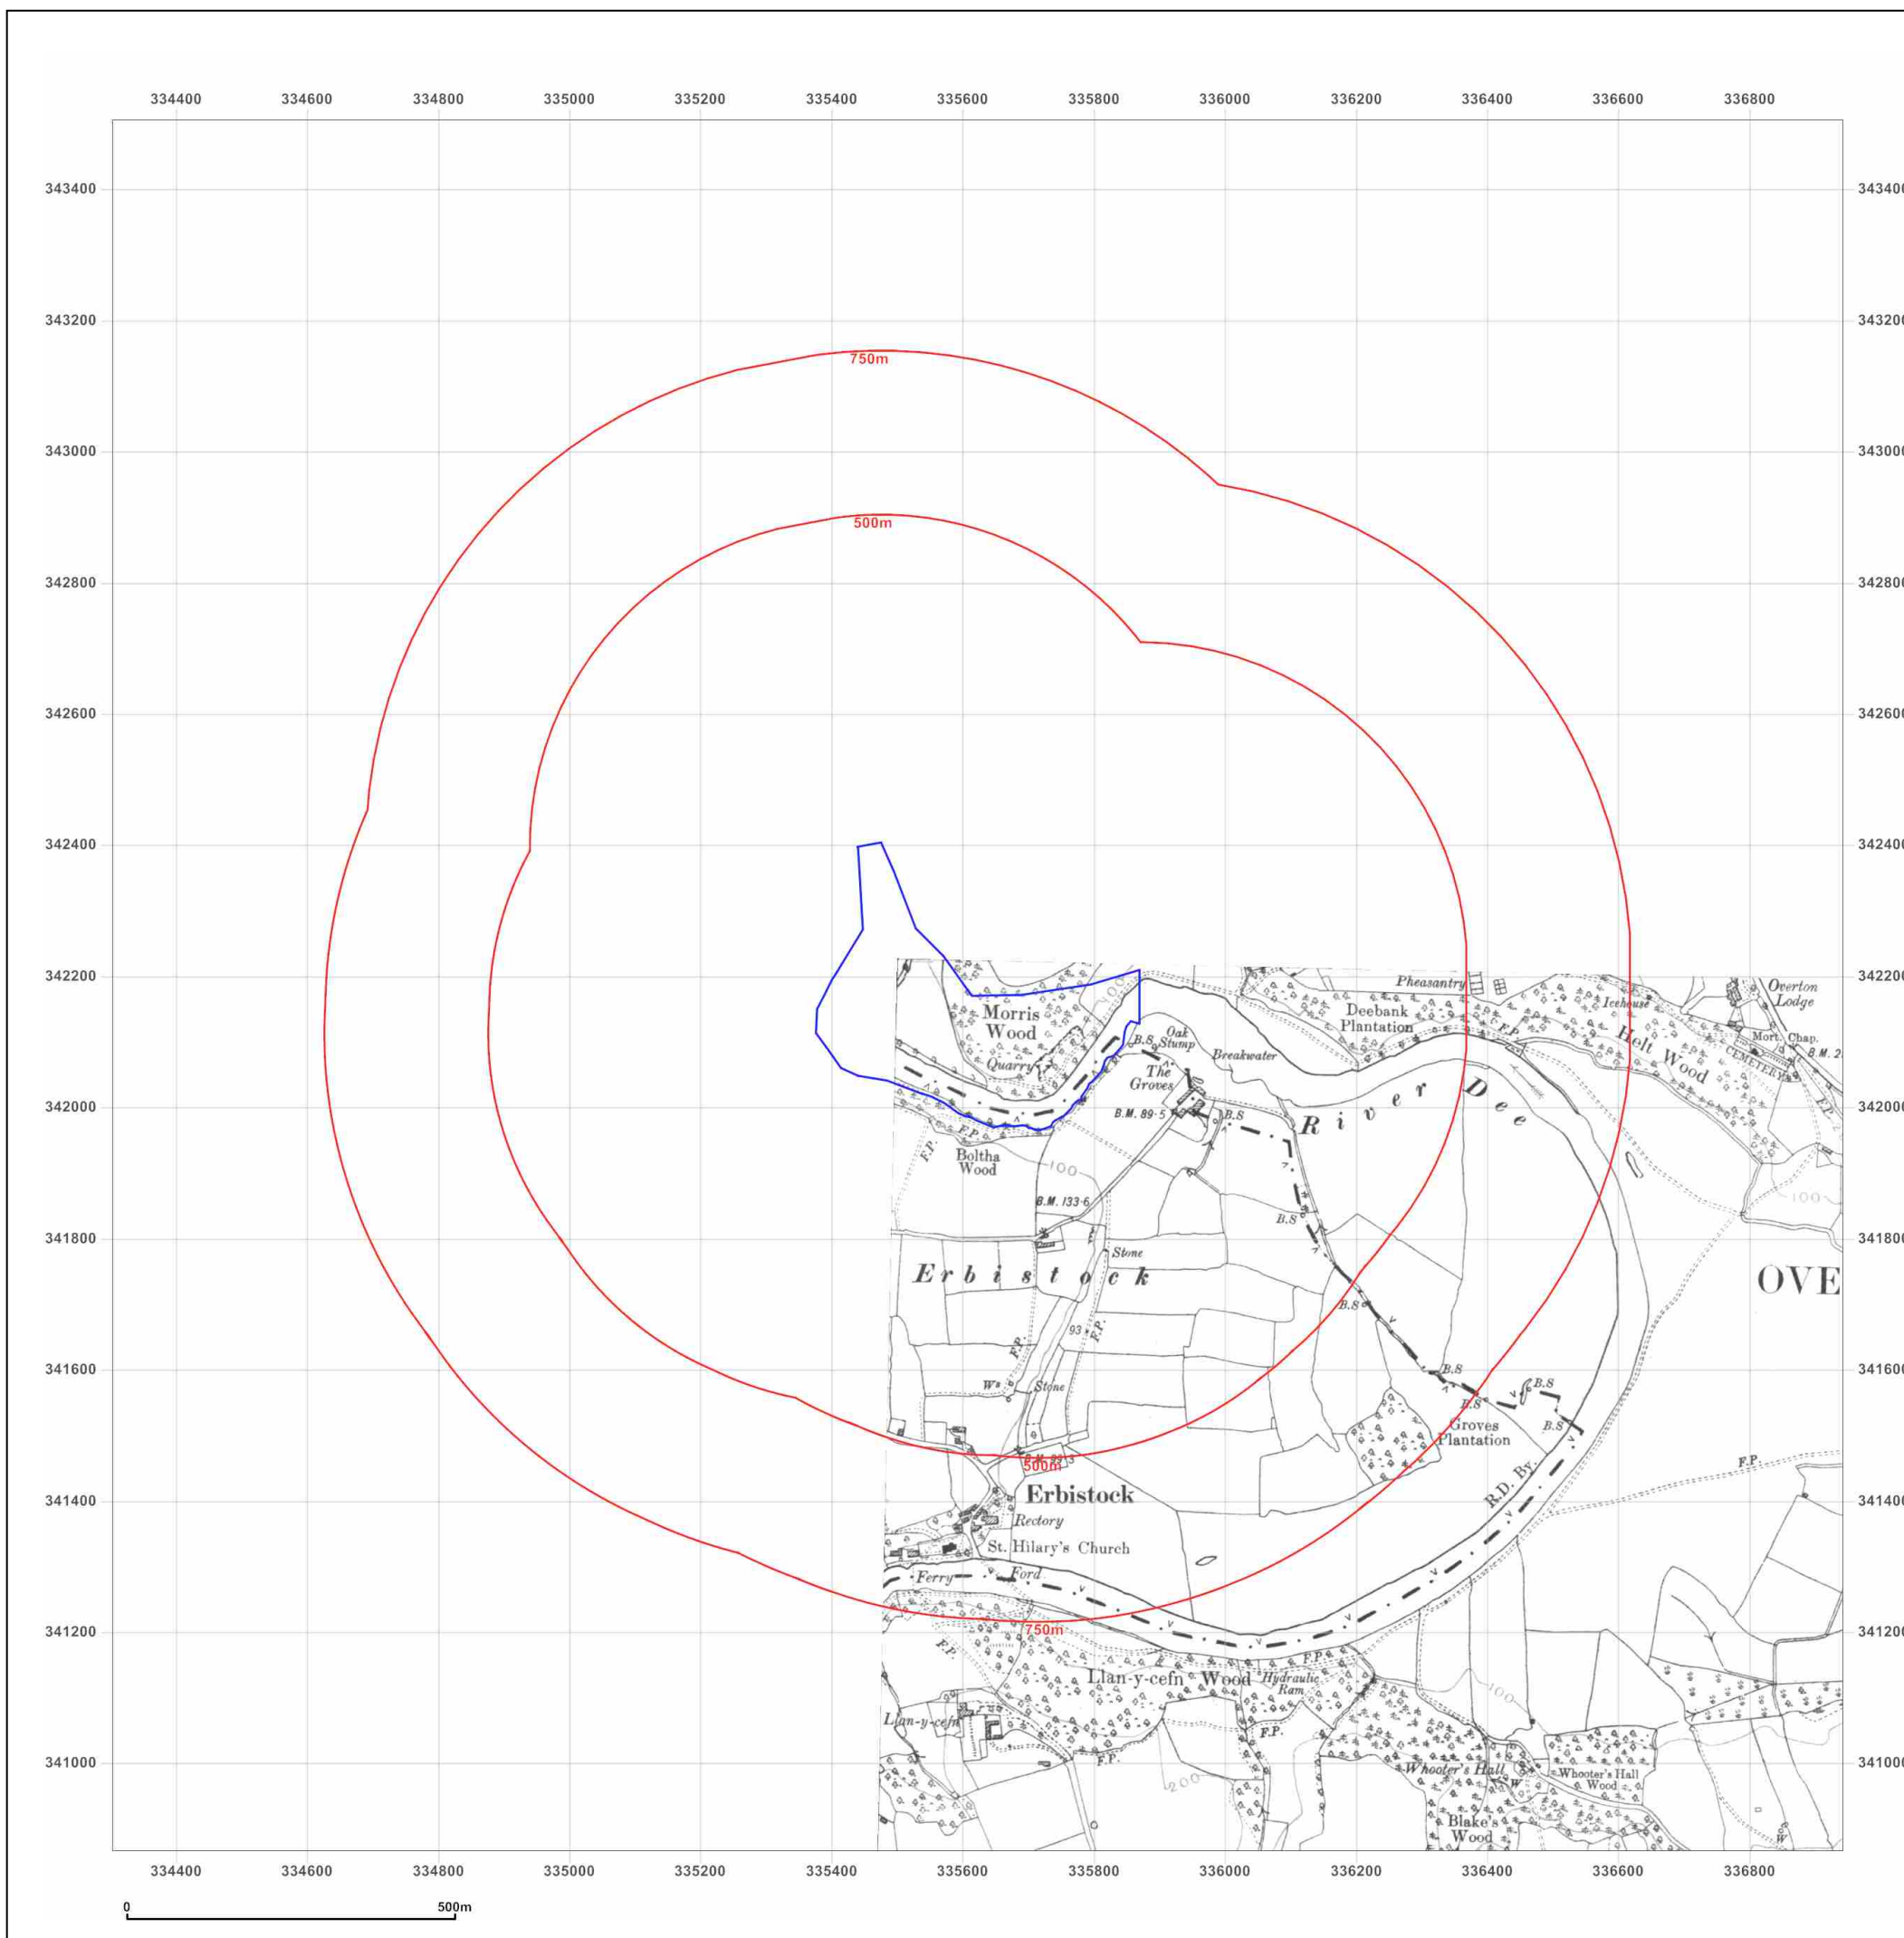 334400 334600 334800 335000 335200 335400 335600 335800 336000 336200 336400 336600 336800
343400 343400
343200 343200
750m
343000 343000
500m
342800 342800
342600 342600
342400 342400
342200 342200
Pheasantry
Icehouse
Overton
Lodge
100
Morris
Wood
Deebank
Plantation
F.P.
Helt Wood
Mort. Chap.
CEMETERY
B.M. 2
Oak
Stump
B.S
Breakwater
Quarry
The
Groves
342000 342000
B.M. 89·5
B.S
River Dee
F.P.
F.P.
F.P.
Boltha
Wood
100
100
B.M. 133·6
B.S
341800 341800
Stone
Erbistock
OVE
B.S
93
F.P.
F.P.
341600 341600
B.S
Ws
Stone
B.S
B.S
B.S
Groves
Plantation
B.M. 99·3
500m
F.P.
R.D. By.
341400 341400
Erbistock
Rectory
St. Hilary's Church
Ferry
Ford
341200 341200
750m
F.P.
F.P.
Llan-y-cefn Wood
Hydraulic
Ram
100
Llan-y-cefn
F.P.
F.P.
341000 341000
200
Whooter's Hall
W
Whooter's Hall
Wood
Blake's
Wood
W
334400 334600 334800 335000 335200 335400 335600 335800 336000 336200 336400 336600 336800
0 500m